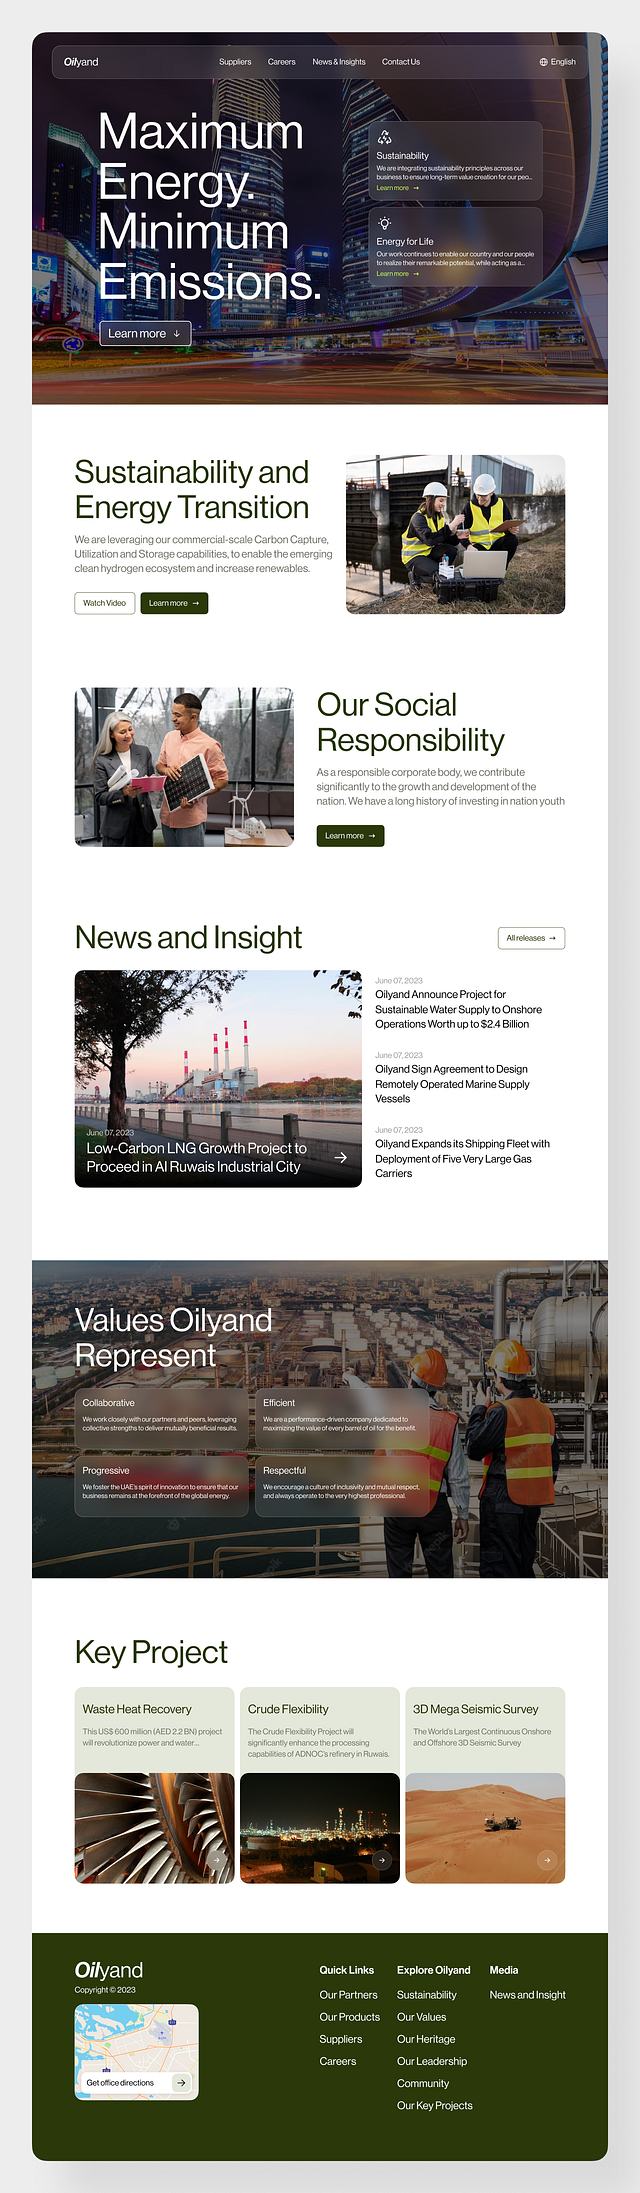 Oilyand
Suppliers
Careers
News & Insights
Contact Us
English
Maximum
Energy.
Minimum
Emissions.
Learn more ↓
Sustainability
We are integrating sustainability principles across our
business to ensure long-term value creation for our peo...
Learn more →
Energy for Life
Our work continues to enable our country and our people
to realize their remarkable potential, while acting as a...
Learn more →
Sustainability and
Energy Transition
We are leveraging our commercial-scale Carbon Capture,
Utilization and Storage capabilities, to enable the emerging
clean hydrogen ecosystem and increase renewables.
Watch Video
Learn more →
Our Social
Responsibility
As a responsible corporate body, we contribute
significantly to the growth and development of the
nation. We have a long history of investing in nation youth
Learn more →
News and Insight
All releases →
June 07, 2023
Low-Carbon LNG Growth Project to
Proceed in Al Ruwais Industrial City
June 07, 2023
Oilyand Announce Project for
Sustainable Water Supply to Onshore
Operations Worth up to $2.4 Billion
June 07, 2023
Oilyand Sign Agreement to Design
Remotely Operated Marine Supply
Vessels
June 07, 2023
Oilyand Expands its Shipping Fleet with
Deployment of Five Very Large Gas
Carriers
Values Oilyand
Represent
Collaborative
We work closely with our partners and peers, leveraging
collective strengths to deliver mutually beneficial results.
Efficient
We are a performance-driven company dedicated to
maximizing the value of every barrel of oil for the benefit.
Progressive
We foster the UAE's spirit of innovation to ensure that our
business remains at the forefront of the global energy.
Respectful
We encourage a culture of inclusivity and mutual respect,
and always operate to the very highest professional.
Key Project
Waste Heat Recovery
This US$ 600 million (AED 2.2 BN) project
will revolutionize power and water...
Crude Flexibility
The Crude Flexibility Project will
significantly enhance the processing
capabilities of ADNOC's refinery in Ruwais.
3D Mega Seismic Survey
The World's Largest Continuous Onshore
and Offshore 3D Seismic Survey
Oilyand
Copyright © 2023
Get office directions
Quick Links
Our Partners
Our Products
Suppliers
Careers
Explore Oilyand
Sustainability
Our Values
Our Heritage
Our Leadership
Community
Our Key Projects
Media
News and Insight